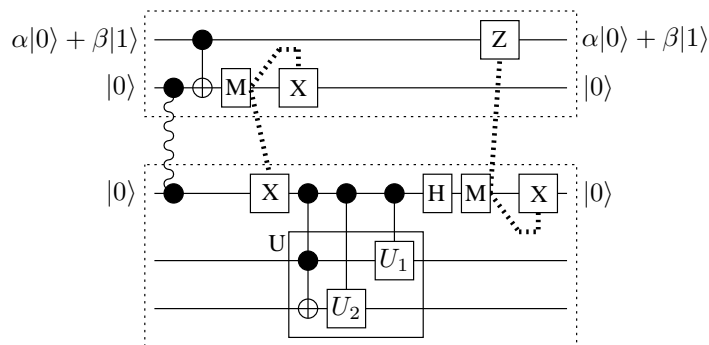 α|0⟩ + β|1⟩ Z α|0⟩ + β|1⟩
|0⟩ M X |0⟩
|0⟩ X H M X |0⟩
U
U₁
U₂